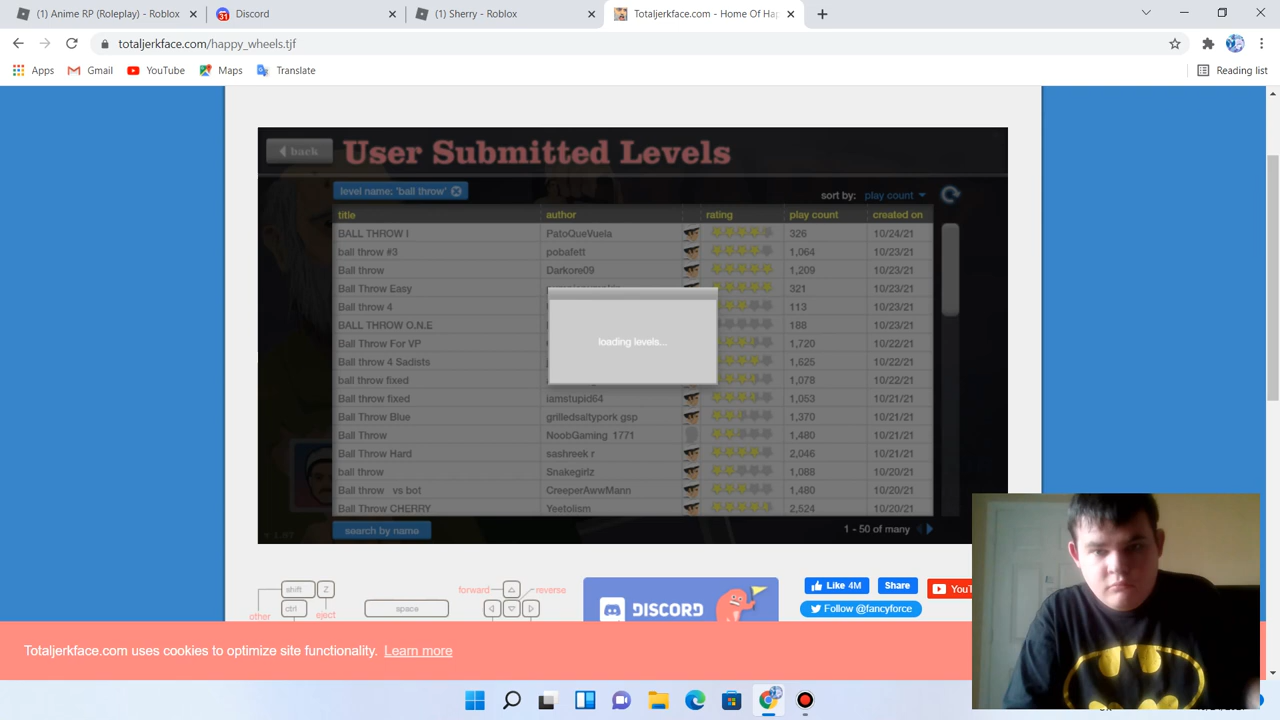 (1) Anime RP (Roleplay) - Roblox
31 Discord
(1) Sherry - Roblox
Totaljerkface.com - Home Of Ha
totaljerkface.com/happy_wheels.tjf
Apps Gmail YouTube Maps Translate Reading list
back User Submitted Levels
level name: 'ball throw' sort by: play count
title author rating play count created on
BALL THROW I PatoQueVuela 326 10/24/21
ball throw #3 pobafett 1,064 10/23/21
Ball throw Darkore09 1,209 10/23/21
Ball Throw Easy 321 10/23/21
ball throw 4 113 10/23/21
BALL THROW O.N.E 188 10/23/21
Ball Throw For VP 1,720 10/22/21
Ball throw 4 Sadists 1,625 10/22/21
ball throw fixed 1,078 10/22/21
Ball throw fixed iamstupid64 1,053 10/21/21
Ball Throw Blue grilledsaltypork gsp 1,370 10/21/21
Ball Throw NoobGaming 1771 1,480 10/21/21
Ball Throw Hard sashreek r 2,046 10/21/21
ball throw Snakegirlz 1,088 10/20/21
Ball throw vs bot CreeperAwwMann 1,480 10/20/21
Ball Throw CHERRY Yeetolism 2,524 10/20/21
loading levels...
search by name 1 - 50 of many
shift Z
ctrl
other eject
space
forward reverse
DISCORD
Like 4M Share YouT
Follow @fancyforce
Totaljerkface.com uses cookies to optimize site functionality. Learn more